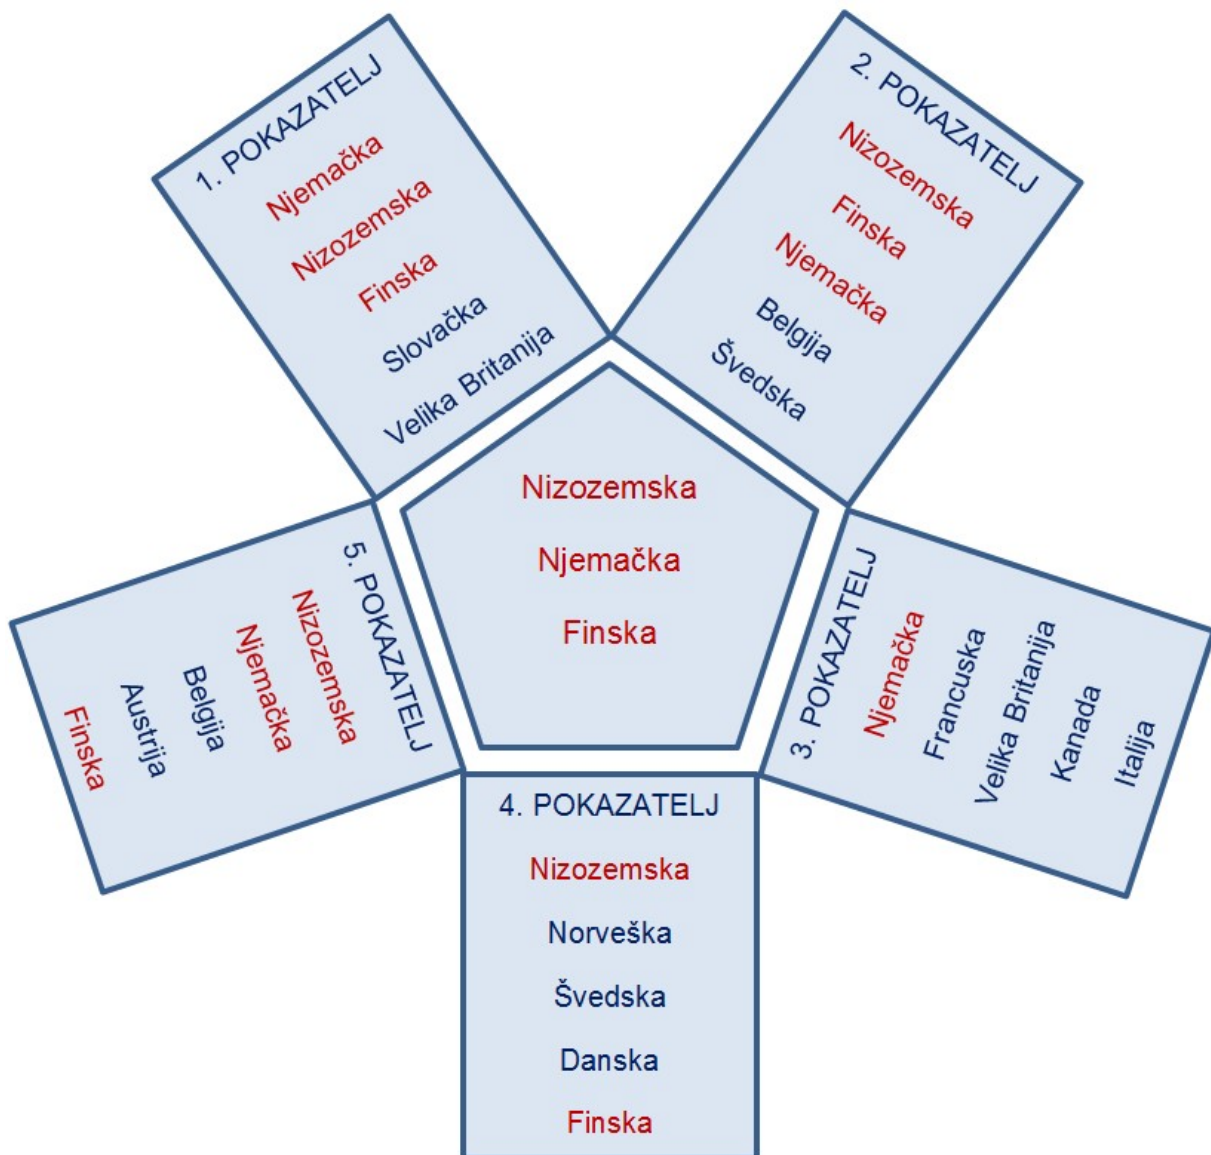 1. POKAZATELJ
Njemačka
Nizozemska
Finska
Slovačka
Velika Britanija
2. POKAZATELJ
Nizozemska
Finska
Njemačka
Belgija
Švedska
Nizozemska
Njemačka
Finska
3. POKAZATELJ
Njemačka
Francuska
Velika Britanija
Kanada
Italija
4. POKAZATELJ
Nizozemska
Norveška
Švedska
Danska
Finska
5. POKAZATELJ
Nizozemska
Njemačka
Belgija
Austrija
Finska